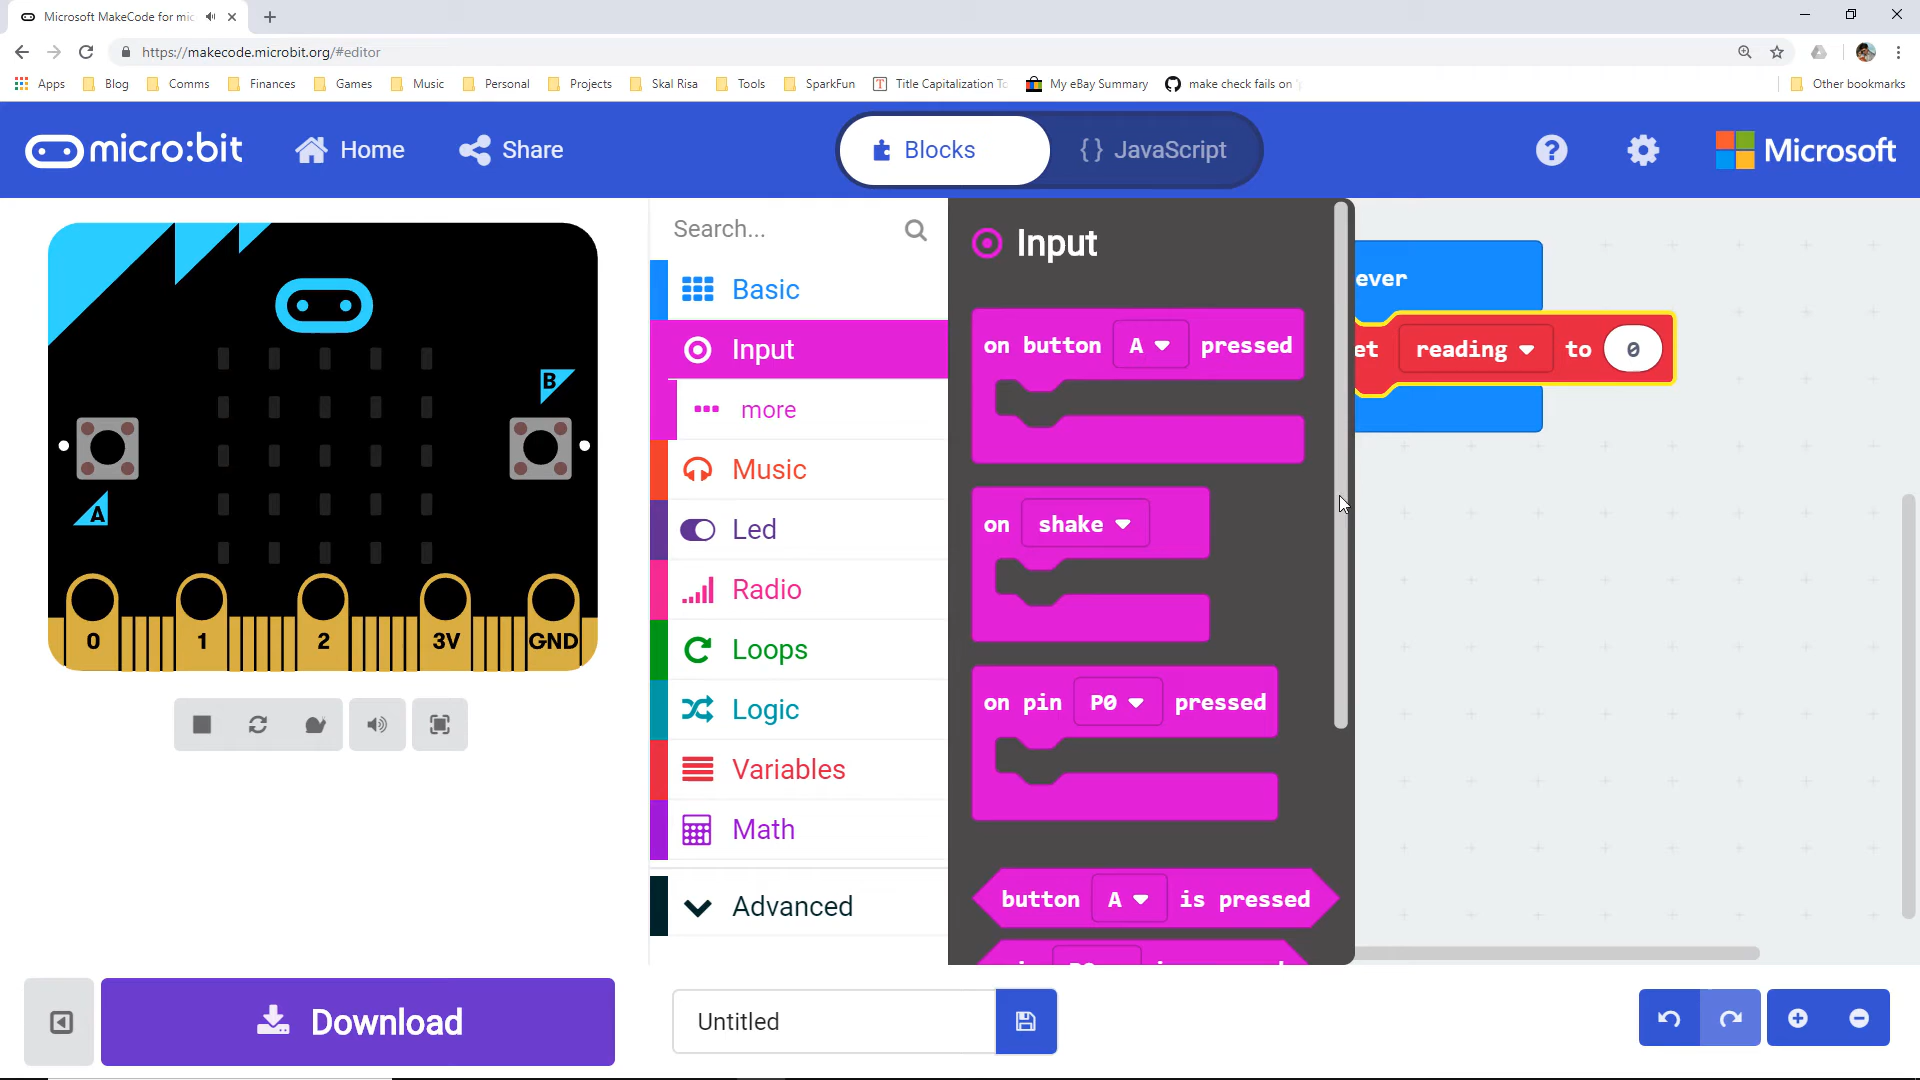 Microsoft MakeCode for mic
https://makecode.microbit.org/#editor
Apps Blog Comms Finances Games Music Personal Projects Skal Risa Tools SparkFun Title Capitalization To My eBay Summary make check fails on Other bookmarks
micro:bit Home Share Blocks {} JavaScript Microsoft
Search...
Basic
Input
more
Music
Led
Radio
Loops
Logic
Variables
Math
Advanced
Input
on button A pressed
on shake
on pin P0 pressed
button A is pressed
ever
et reading to 0
B
A
0 1 2 3V GND
Download
Untitled